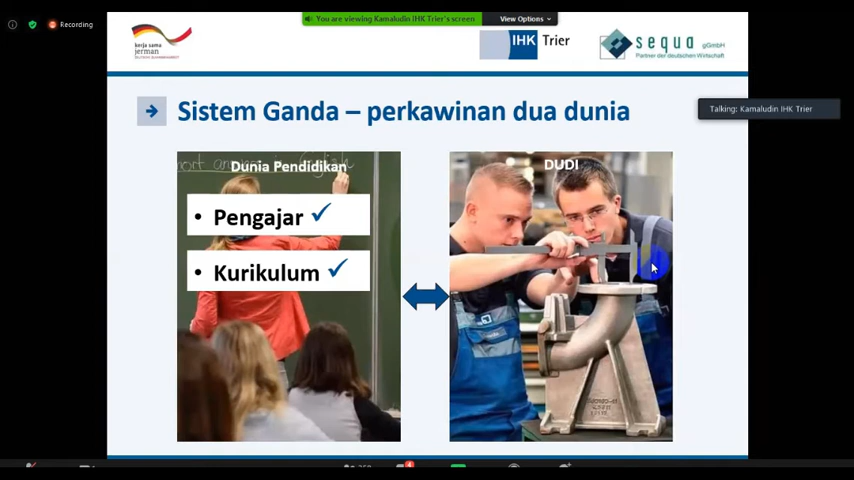 You are viewing Kamaludin IHK Trier's screen
View Options
Recording
kerja sama
jerman
IHK Trier
sequa gGmbH
Partner der deutschen Wirtschaft
Talking: Kamaludin IHK Trier
Sistem Ganda – perkawinan dua dunia
Dunia Pendidikan
DUDI
• Pengajar ✓
• Kurikulum ✓